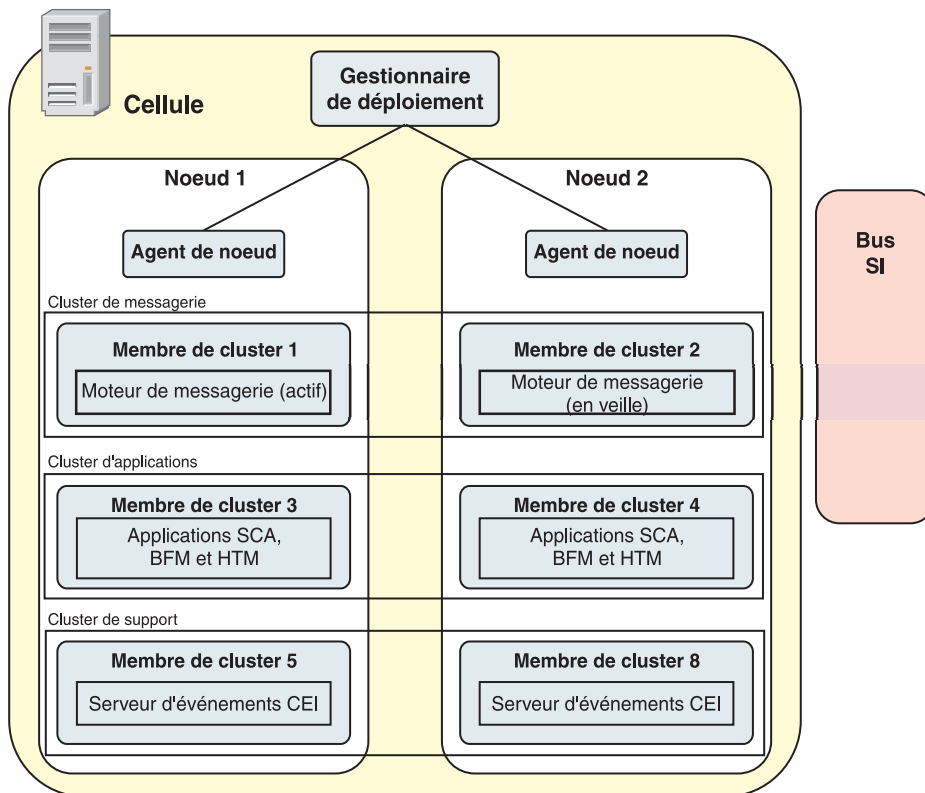 Gestionnaire
de déploiement
Cellule
Noeud 1
Noeud 2
Agent de noeud
Agent de noeud
Bus
SI
Cluster de messagerie
Membre de cluster 1
Moteur de messagerie (actif)
Membre de cluster 2
Moteur de messagerie
(en veille)
Cluster d'applications
Membre de cluster 3
Applications SCA,
BFM et HTM
Membre de cluster 4
Applications SCA,
BFM et HTM
Cluster de support
Membre de cluster 5
Serveur d'événements CEI
Membre de cluster 8
Serveur d'événements CEI